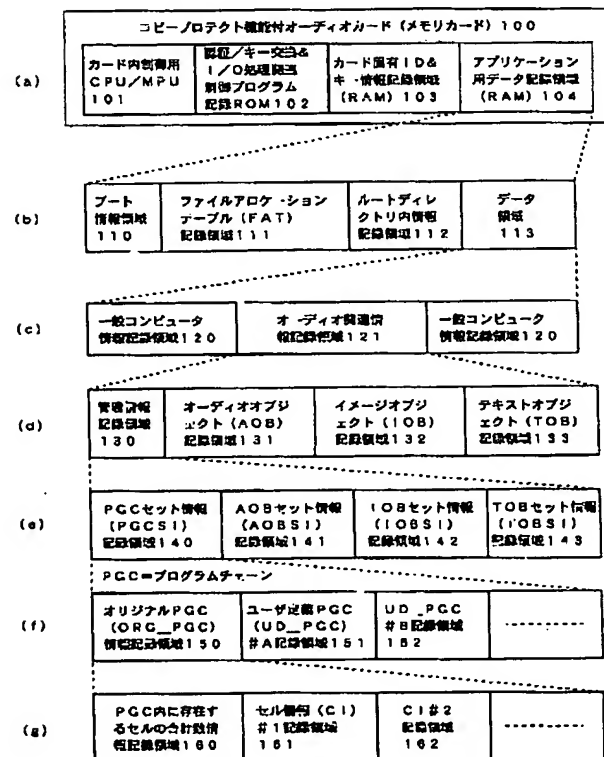 コピープロテクト機能付オーディオカード（メモリカード）１００
(a)
カード内制御用
ＣＰＵ／ＭＰＵ
１０１
認証／キー交換＆
Ｉ／Ｏ処理関連
制御プログラム
記録ＲＯＭ１０２
カード固有ＩＤ＆
キー情報記録領域
（ＲＡＭ）１０３
アプリケーション
用データ記録領域
（ＲＡＭ）１０４
(b)
ブート
情報領域
１１０
ファイルアロケーション
テーブル（ＦＡＴ）
記録領域１１１
ルートディレ
クトリ内情報
記録領域１１２
データ
領域
１１３
(c)
一般コンピュータ
情報記録領域１２０
オーディオ関連情
報記録領域１２１
一般コンピュータ
情報記録領域１２０
(d)
管理情報
記録領域
１３０
オーディオオブジ
ェクト（ＡＯＢ）
記録領域１３１
イメージオブジ
ェクト（ＩＯＢ）
記録領域１３２
テキストオブジ
ェクト（ＴＯＢ）
記録領域１３３
(e)
ＰＧＣセット情報
（ＰＧＣＳＩ）
記録領域１４０
ＡＯＢセット情報
（ＡＯＢＳＩ）
記録領域１４１
ＩＯＢセット情報
（ＩＯＢＳＩ）
記録領域１４２
ＴＯＢセット情報
（ＴＯＢＳＩ）
記録領域１４３
ＰＧＣ＝プログラムチャーン
(f)
オリジナルＰＧＣ
（ＯＲＧ＿ＰＧＣ）
情報記録領域１５０
ユーザ定義ＰＧＣ
（ＵＤ＿ＰＧＣ）
＃Ａ記録領域１５１
ＵＤ＿ＰＧＣ
＃Ｂ記録領域
１５２
(g)
ＰＧＣ内に存在す
るセルの合計数情
報記録領域１６０
セル情報（ＣＩ）
＃１記録領域
１６１
ＣＩ＃２
記録領域
１６２